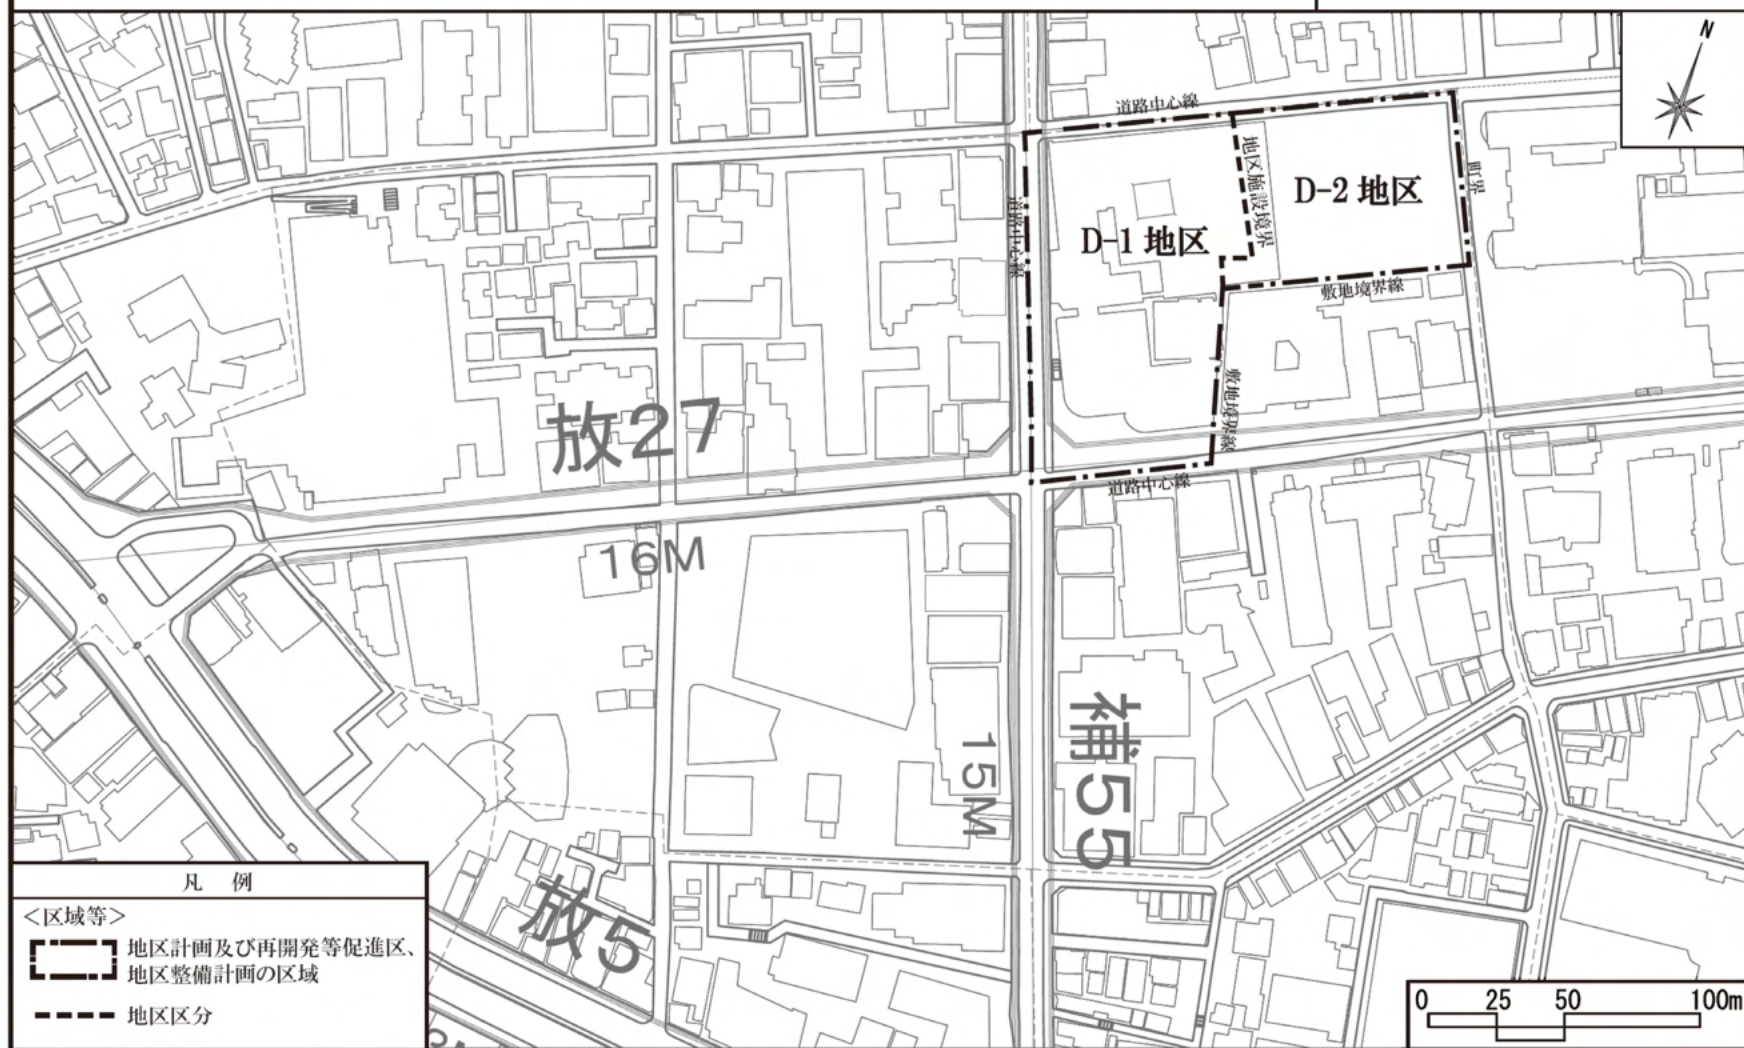 N
道路中心線
地区施設境界
町界
D-2 地区
道路中心線
D-1 地区
敷地境界線
敷地境界線
放27
道路中心線
16M
補55
15M
放5
凡 例
<区域等>
地区計画及び再開発等促進区、
地区整備計画の区域
地区区分
0 25 50 100m